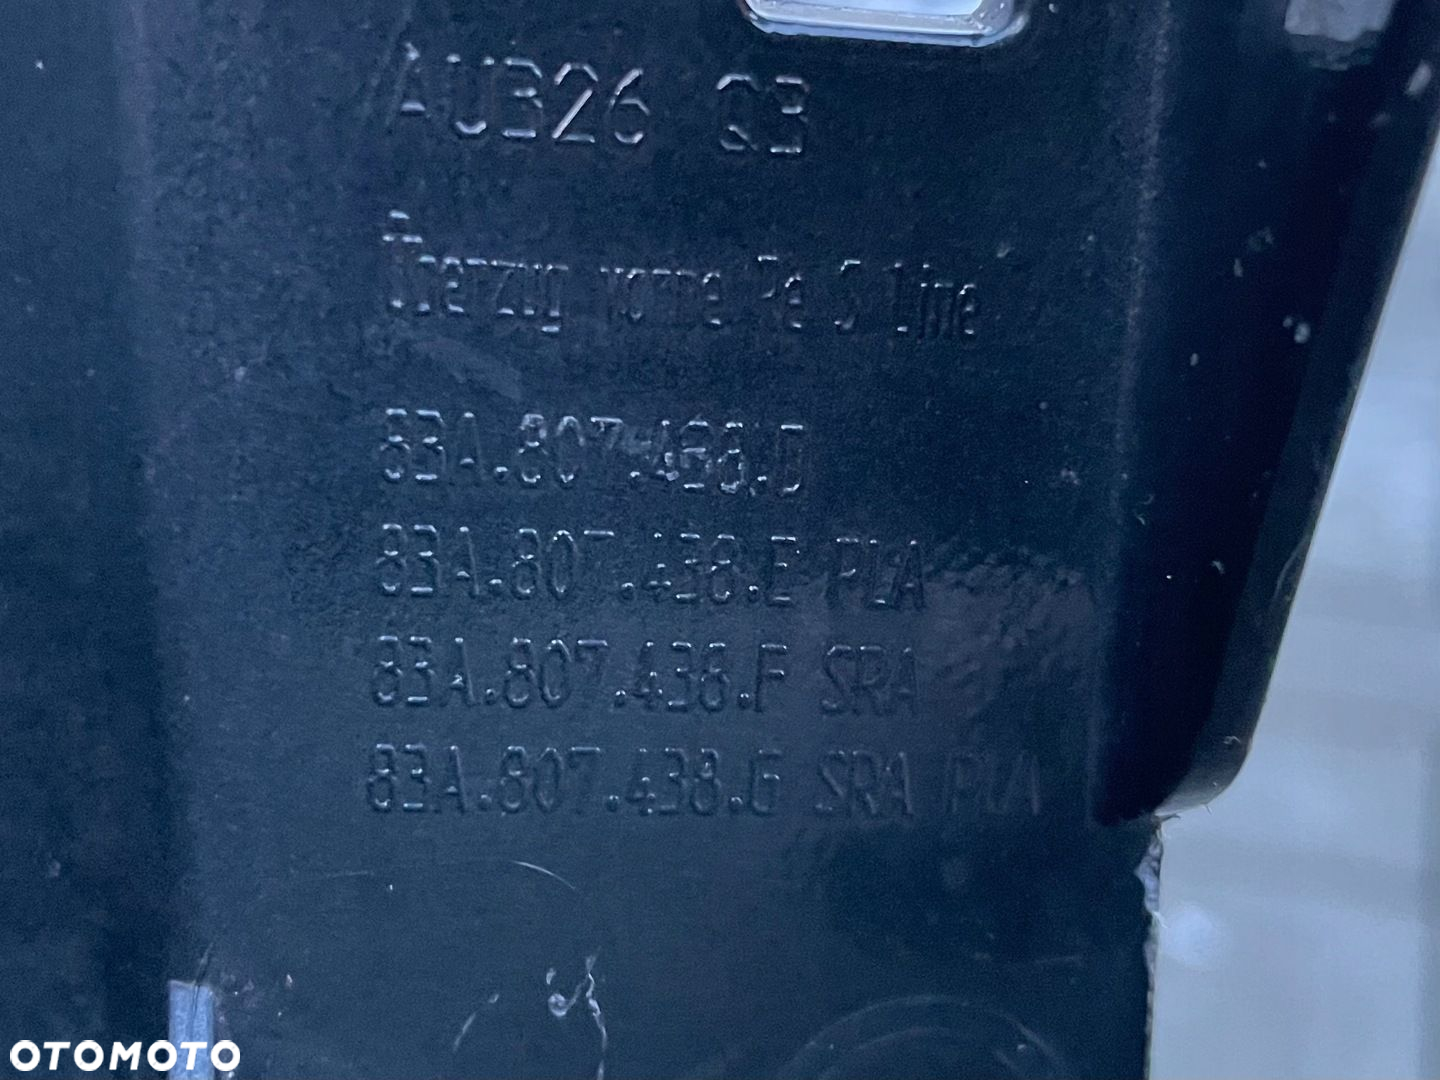 AU326 Q3
Überzug vorne Pa S Line
83A.807.438.D
83A.807.438.E PLA
83A.807.438.F SRA
83A.807.438.G SRA PLA
OTOMOTO